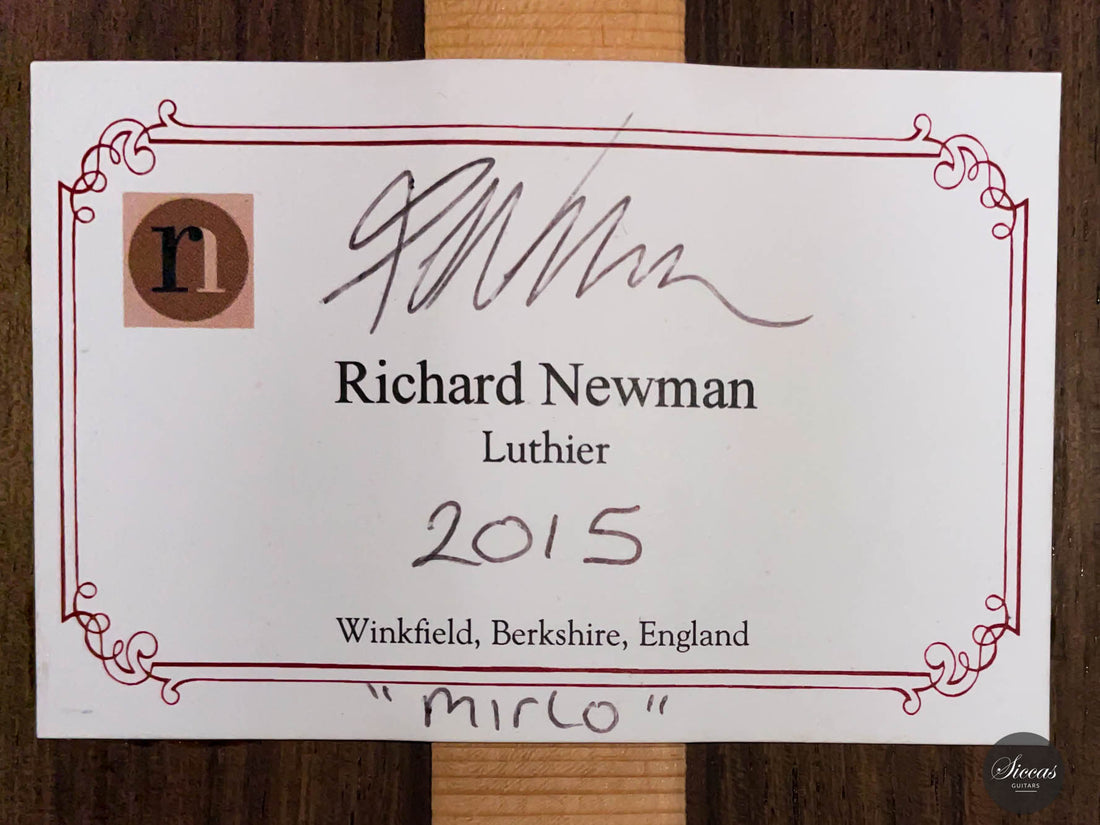 rn
Richard Newman
Luthier
2015
Winkfield, Berkshire, England
"mirlo"
Siccas
GUITARS